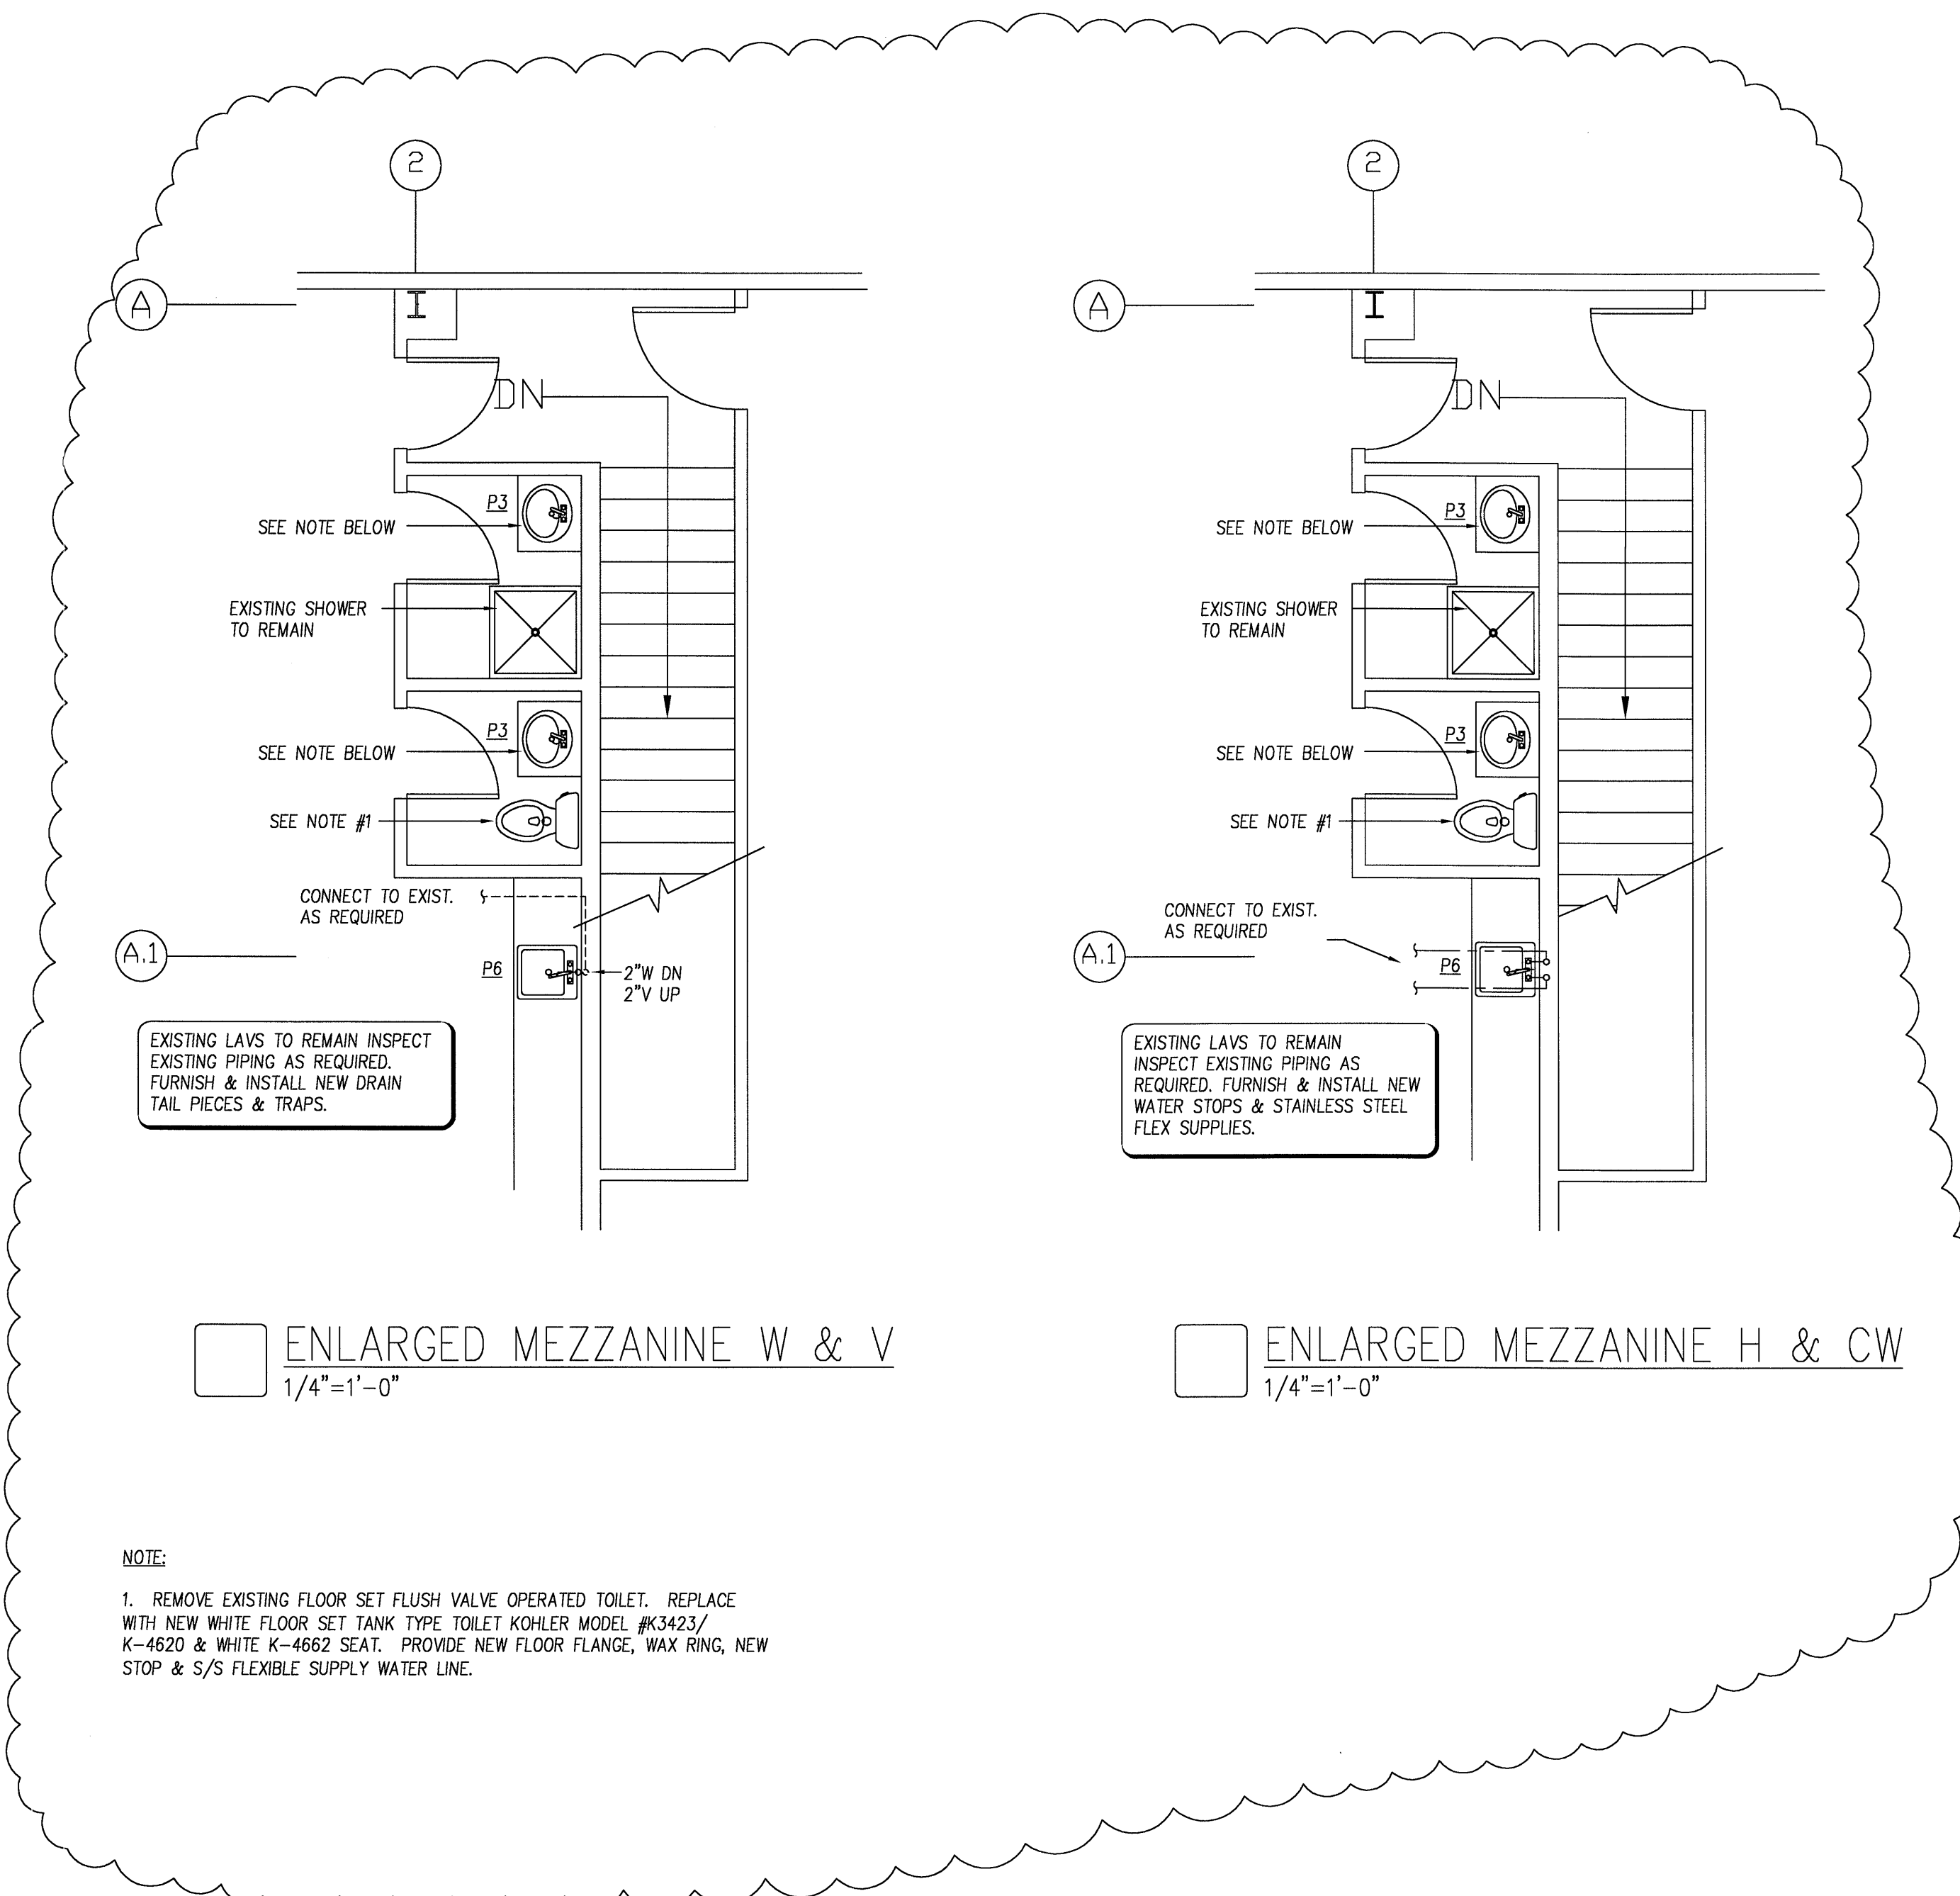 2
A
DN
P3
SEE NOTE BELOW
EXISTING SHOWER
TO REMAIN
P3
SEE NOTE BELOW
SEE NOTE #1
CONNECT TO EXIST.
AS REQUIRED
A.1
P6
2"W DN
2"V UP
EXISTING LAVS TO REMAIN INSPECT
EXISTING PIPING AS REQUIRED.
FURNISH & INSTALL NEW DRAIN
TAIL PIECES & TRAPS.
ENLARGED MEZZANINE W & V
1/4"=1'-0"
2
A
DN
P3
SEE NOTE BELOW
EXISTING SHOWER
TO REMAIN
P3
SEE NOTE BELOW
SEE NOTE #1
CONNECT TO EXIST.
AS REQUIRED
A.1
P6
EXISTING LAVS TO REMAIN
INSPECT EXISTING PIPING AS
REQUIRED. FURNISH & INSTALL NEW
WATER STOPS & STAINLESS STEEL
FLEX SUPPLIES.
ENLARGED MEZZANINE H & CW
1/4"=1'-0"
NOTE:
1. REMOVE EXISTING FLOOR SET FLUSH VALVE OPERATED TOILET. REPLACE
WITH NEW WHITE FLOOR SET TANK TYPE TOILET KOHLER MODEL #K3423/
K-4620 & WHITE K-4662 SEAT. PROVIDE NEW FLOOR FLANGE, WAX RING, NEW
STOP & S/S FLEXIBLE SUPPLY WATER LINE.